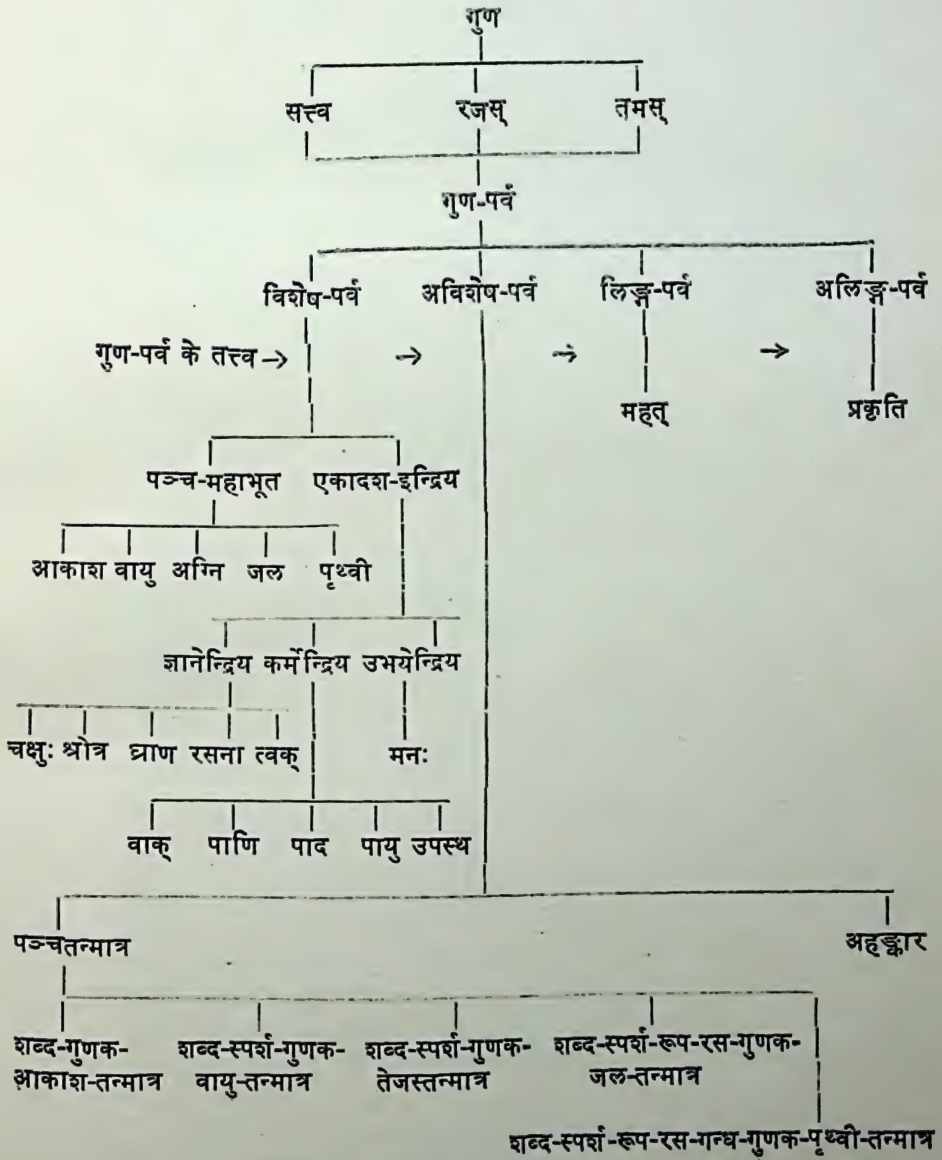 गुण
सत्त्व रजस् तमस्
गुण-पर्व
विशेष-पर्व अविशेष-पर्व लिङ्ग-पर्व अलिङ्ग-पर्व
गुण-पर्व के तत्त्व → → → →
महत् प्रकृति
पञ्च-महाभूत एकादश-इन्द्रिय
आकाश वायु अग्नि जल पृथ्वी
ज्ञानेन्द्रिय कर्मेन्द्रिय उभयेन्द्रिय
चक्षुः श्रोत्र घ्राण रसना त्वक् मनः
वाक् पाणि पाद पायु उपस्थ
पञ्चतन्मात्र अहङ्कार
शब्द-गुणक- शब्द-स्पर्श-गुणक- शब्द-स्पर्श-गुणक- शब्द-स्पर्श-रूप-रस-गुणक-
आकाश-तन्मात्र वायु-तन्मात्र तेजस्तन्मात्र जल-तन्मात्र
शब्द-स्पर्श-रूप-रस-गन्ध-गुणक-पृथ्वी-तन्मात्र